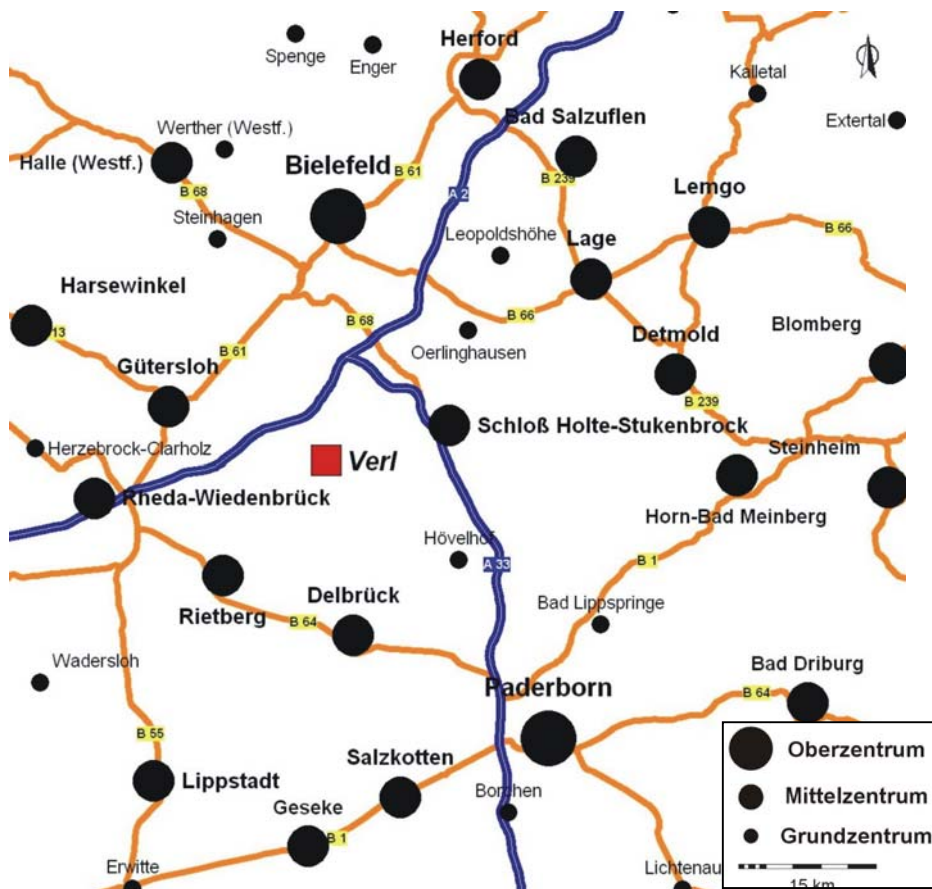 Herford
Spenge
Enger
Kalletal
Bad Salzuflen
Extertal
Werther (Westf.)
Halle (Westf.)
Bielefeld
B 61
B 239
A 2
Lemgo
B 68
Steinhagen
Leopoldshöhe
Lage
B 66
Harsewinkel
B 68
B 66
Blomberg
13
Oerlinghausen
Detmold
B 61
Gütersloh
B 239
Schloß Holte-Stukenbrock
Herzebrock-Clarholz
Verl
Steinheim
Rheda-Wiedenbrück
Horn-Bad Meinberg
Hövelhof
A 33
B 1
Delbrück
Bad Lippspringe
Rietberg
B 64
Wadersloh
Bad Driburg
Paderborn
B 64
B 55
Oberzentrum
Salzkotten
Lippstadt
Borchen
Mittelzentrum
Geseke
B 1
Grundzentrum
Erwitte
Lichtenau
15 km